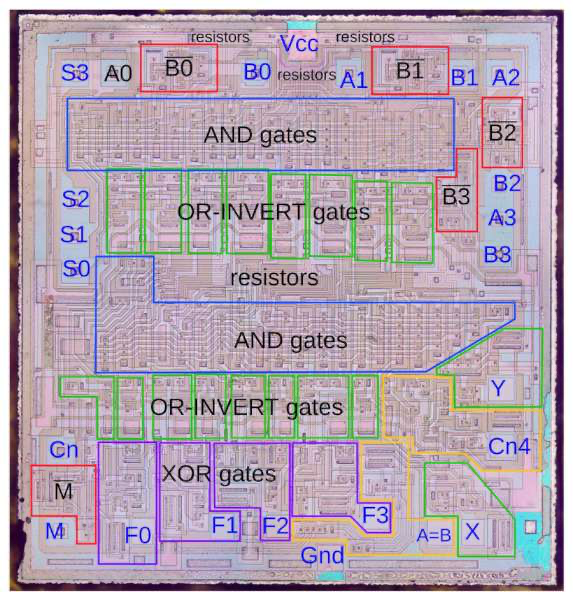 resistors
resistors
Vcc
S3
A0
B0
B0
resistors
A1
B1
B1
A2
AND gates
B2
S2
OR-INVERT gates
B3
B2
S1
A3
S0
B3
resistors
AND gates
Y
OR-INVERT gates
Cn4
Cn
XOR gates
M
M
F0
F1
F2
F3
A=B
X
Gnd